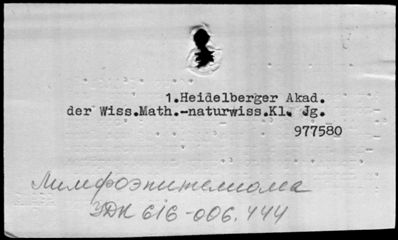 1.Heidelberger Akad.
der Wiss.Math.-naturwiss.Kl. Jg.
977580
Лимфоэпителиома
УДК 616-006.444